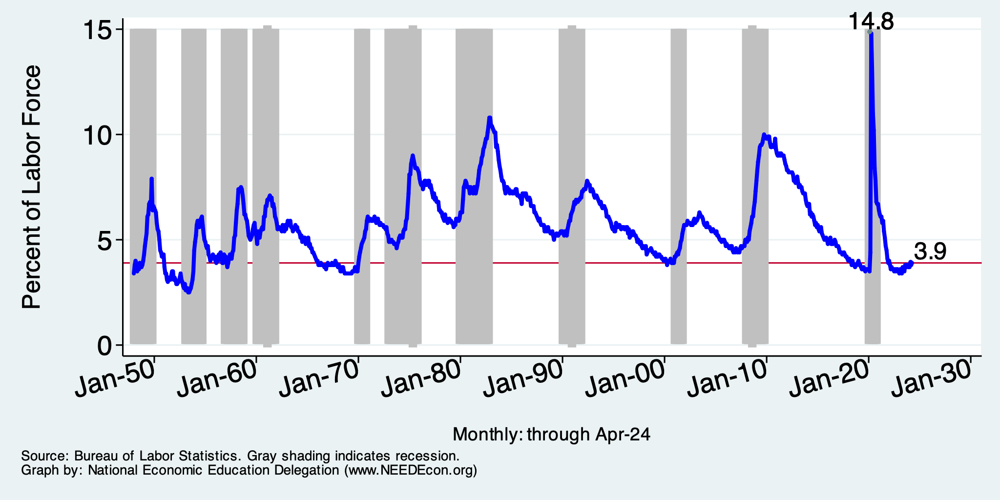 14.8
15
10
5
0
Percent of Labor Force
3.9
Jan-50
Jan-60
Jan-70
Jan-80
Jan-90
Jan-00
Jan-10
Jan-20
Jan-30
Monthly: through Apr-24
Source: Bureau of Labor Statistics. Gray shading indicates recession.
Graph by: National Economic Education Delegation (www.NEEDEcon.org)